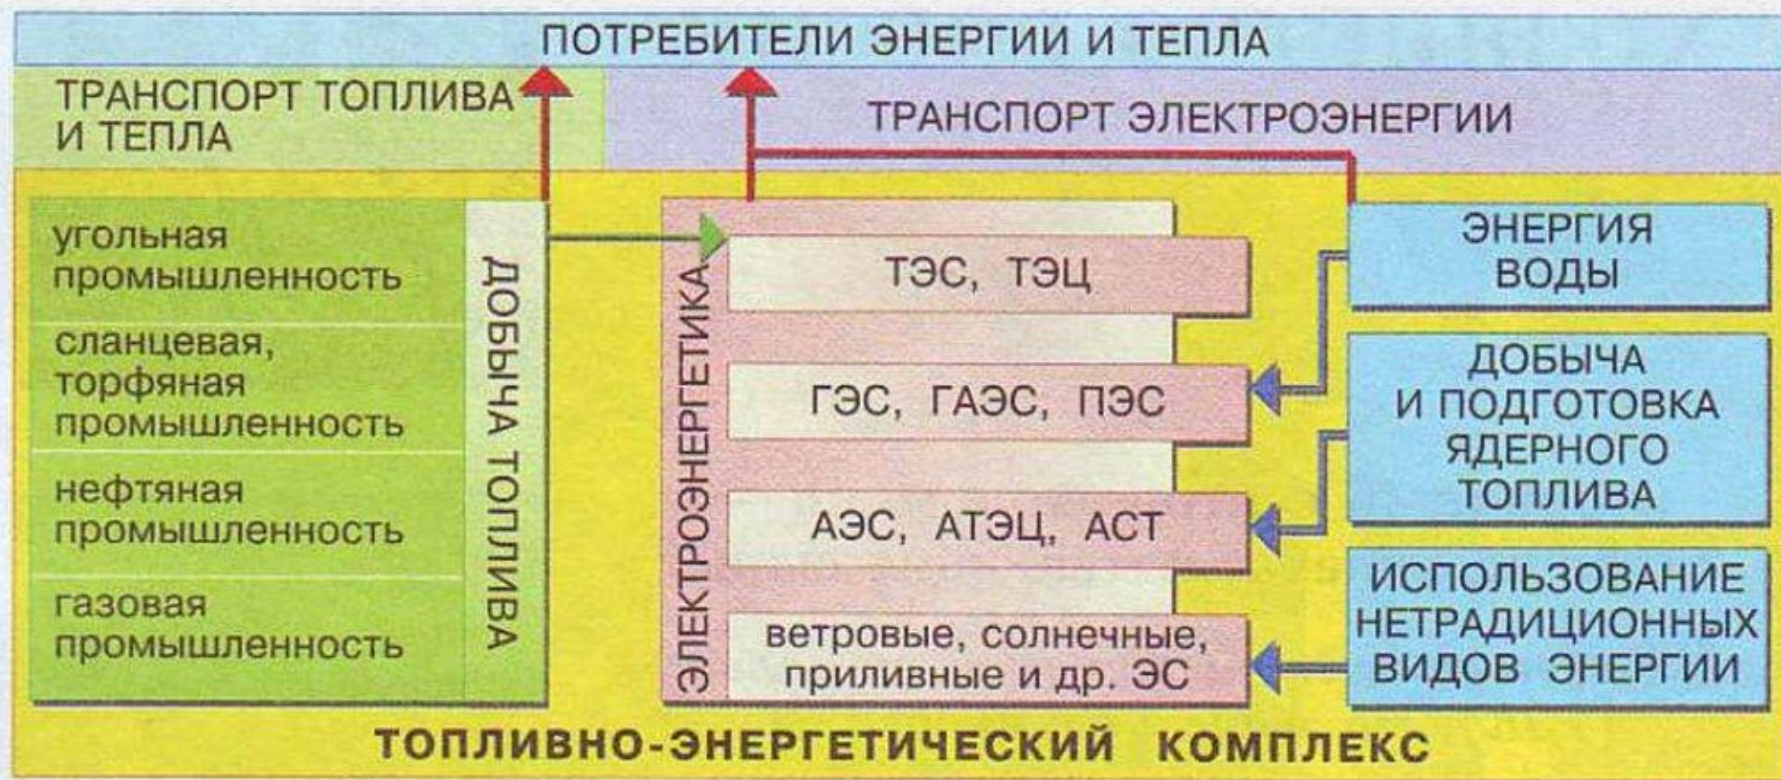 ПОТРЕБИТЕЛИ ЭНЕРГИИ И ТЕПЛА
ТРАНСПОРТ ТОПЛИВА
И ТЕПЛА
ТРАНСПОРТ ЭЛЕКТРОЭНЕРГИИ
угольная
промышленность
сланцевая,
торфяная
промышленность
нефтяная
промышленность
газовая
промышленность
ДОБЫЧА ТОПЛИВА
ЭЛЕКТРОЭНЕРГЕТИКА
ТЭС, ТЭЦ
ГЭС, ГАЭС, ПЭС
АЭС, АТЭЦ, АСТ
ветровые, солнечные,
приливные и др. ЭС
ЭНЕРГИЯ
ВОДЫ
ДОБЫЧА
И ПОДГОТОВКА
ЯДЕРНОГО
ТОПЛИВА
ИСПОЛЬЗОВАНИЕ
НЕТРАДИЦИОННЫХ
ВИДОВ ЭНЕРГИИ
ТОПЛИВНО-ЭНЕРГЕТИЧЕСКИЙ КОМПЛЕКС